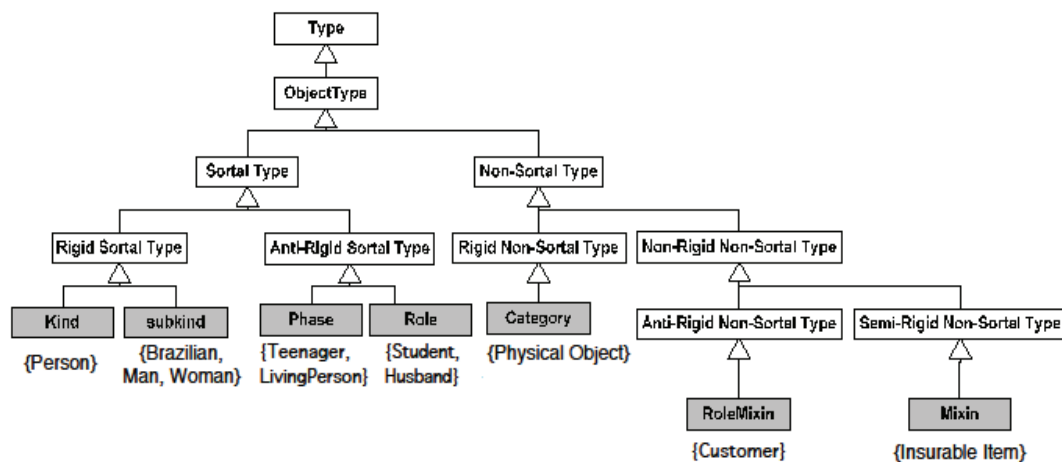 Type
ObjectType
Sortal Type
Non-Sortal Type
Rigid Sortal Type
Anti-Rigid Sortal Type
Rigid Non-Sortal Type
Non-Rigid Non-Sortal Type
Kind
subkind
Phase
Role
Category
Anti-Rigid Non-Sortal Type
Semi-Rigid Non-Sortal Type
{Person}
{Brazilian,
Man, Woman}
{Teenager,
LivingPerson}
{Student,
Husband}
{Physical Object}
RoleMixin
Mixin
{Customer}
{Insurable Item}